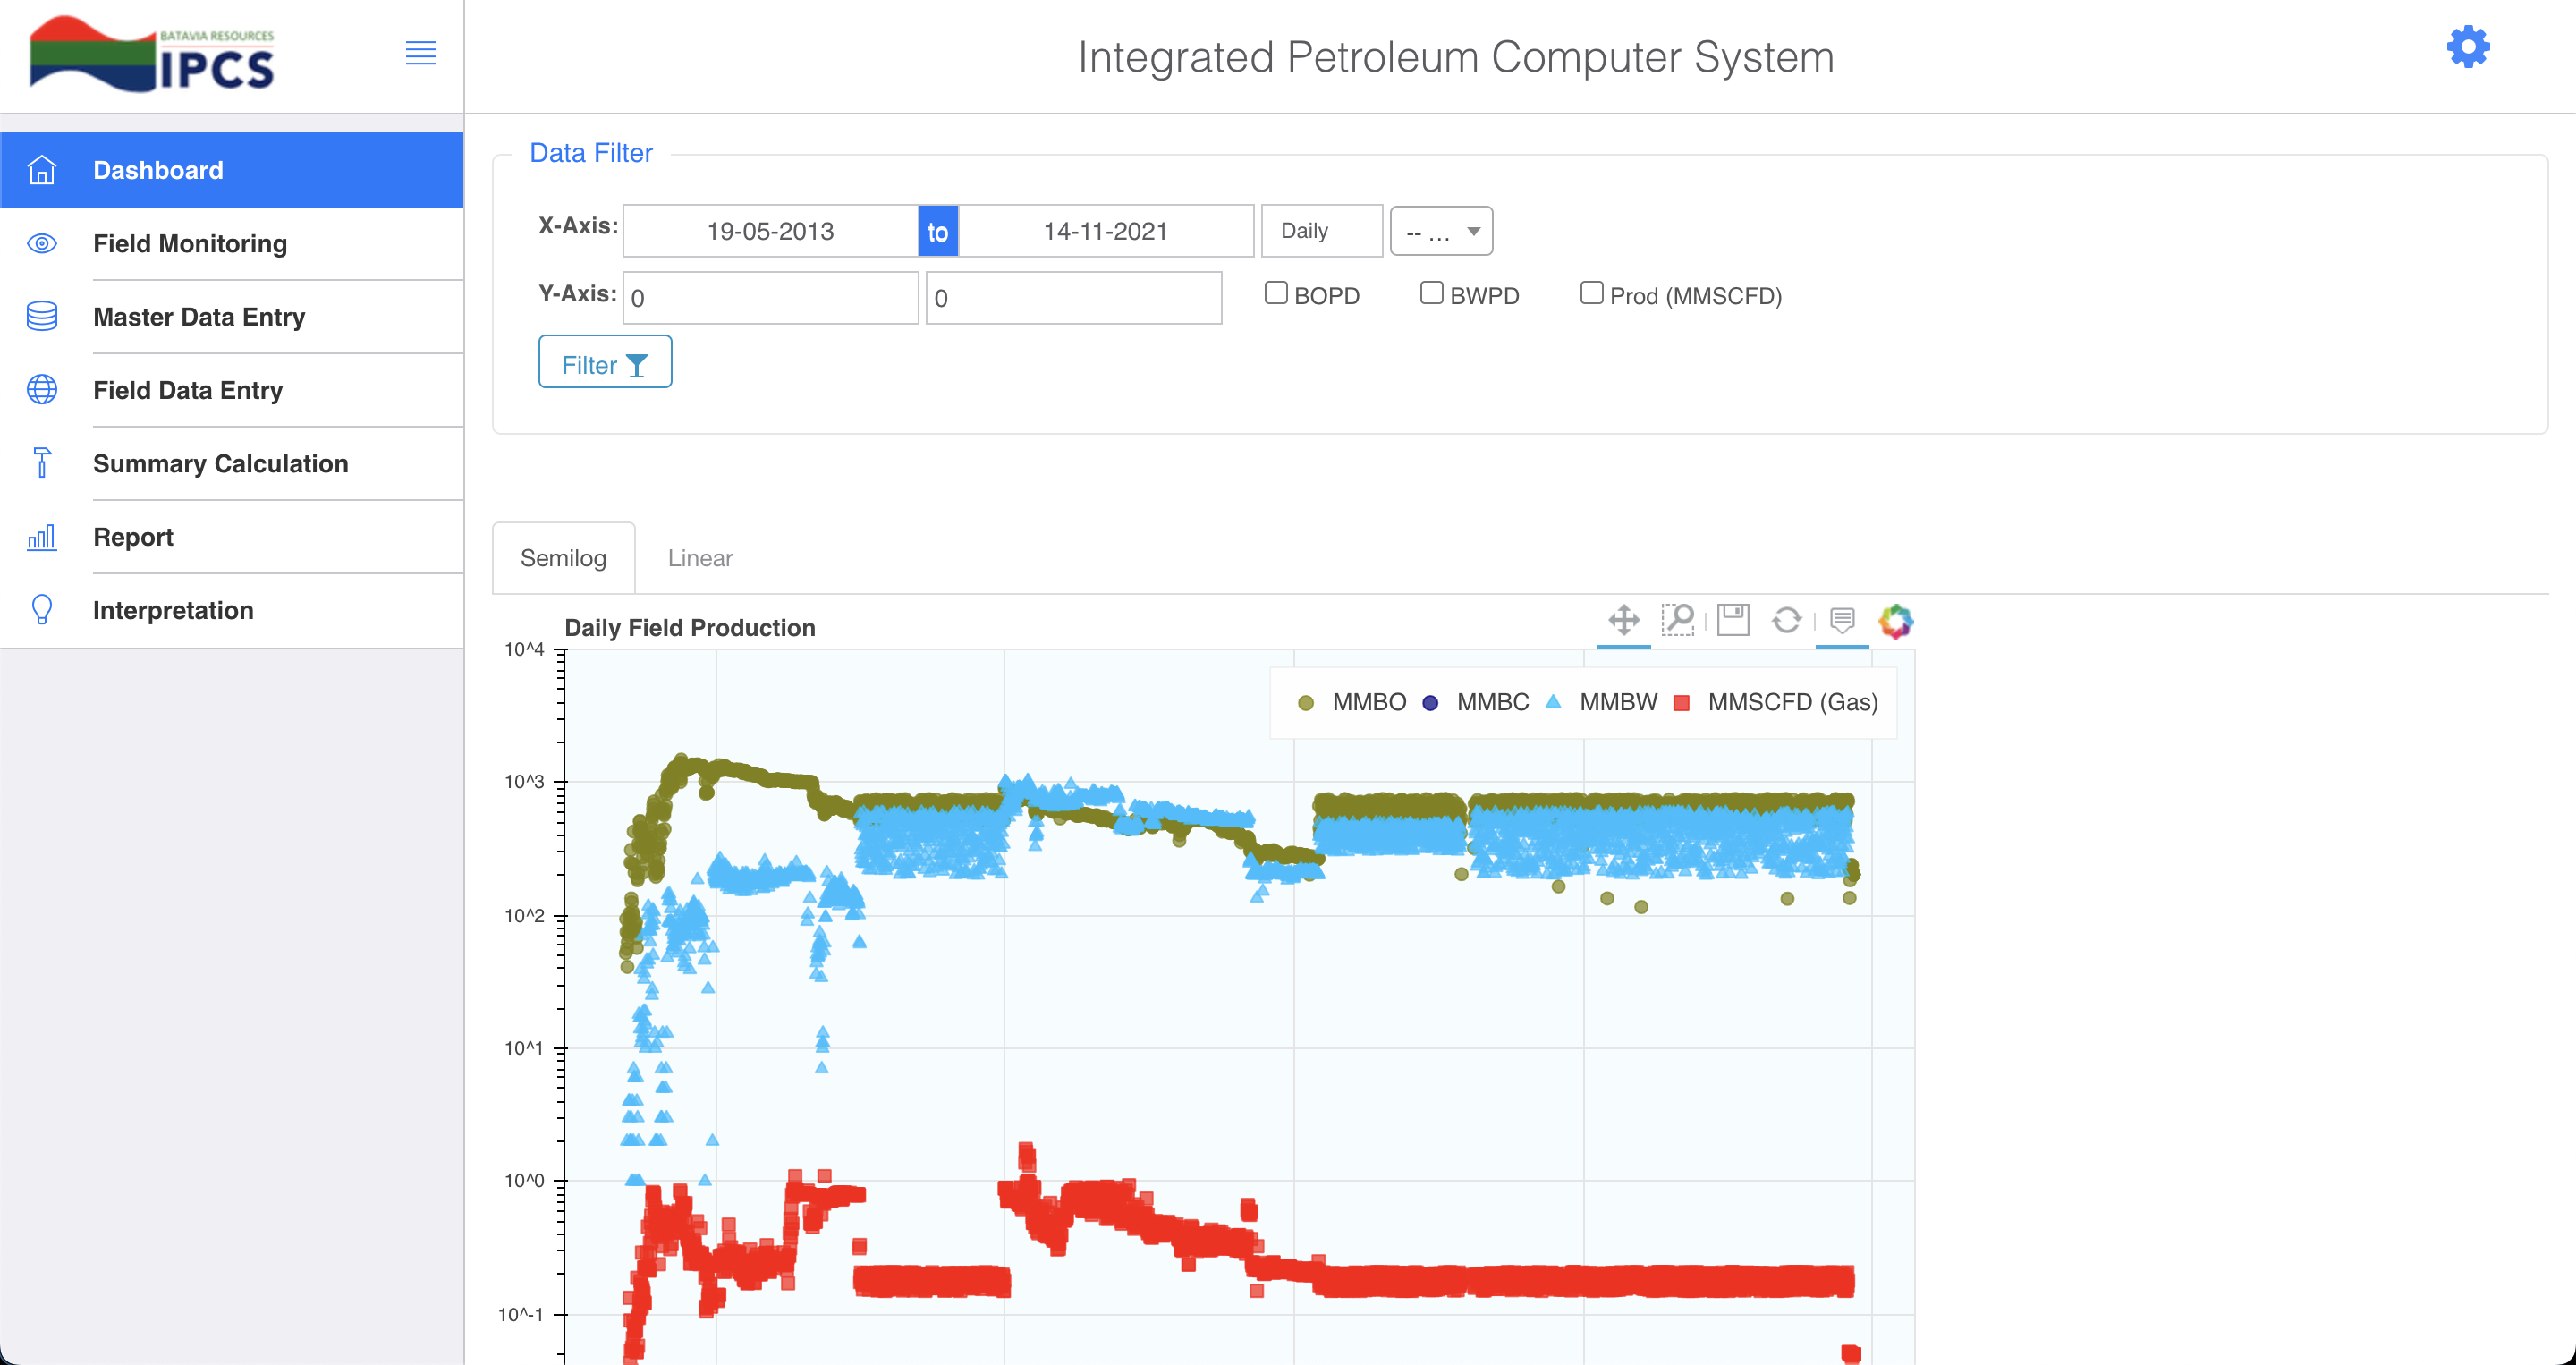 BATAVIA RESOURCES
IPCS
Integrated Petroleum Computer System
Dashboard
Field Monitoring
Master Data Entry
Field Data Entry
Summary Calculation
Report
Interpretation
Data Filter
X-Axis: 19-05-2013 to 14-11-2021 Daily -- ...
Y-Axis: 0 0 BOPD BWPD Prod (MMSCFD)
Filter
Semilog Linear
Daily Field Production
MMBO MMBC MMBW MMSCFD (Gas)
10^4
10^3
10^2
10^1
10^0
10^-1